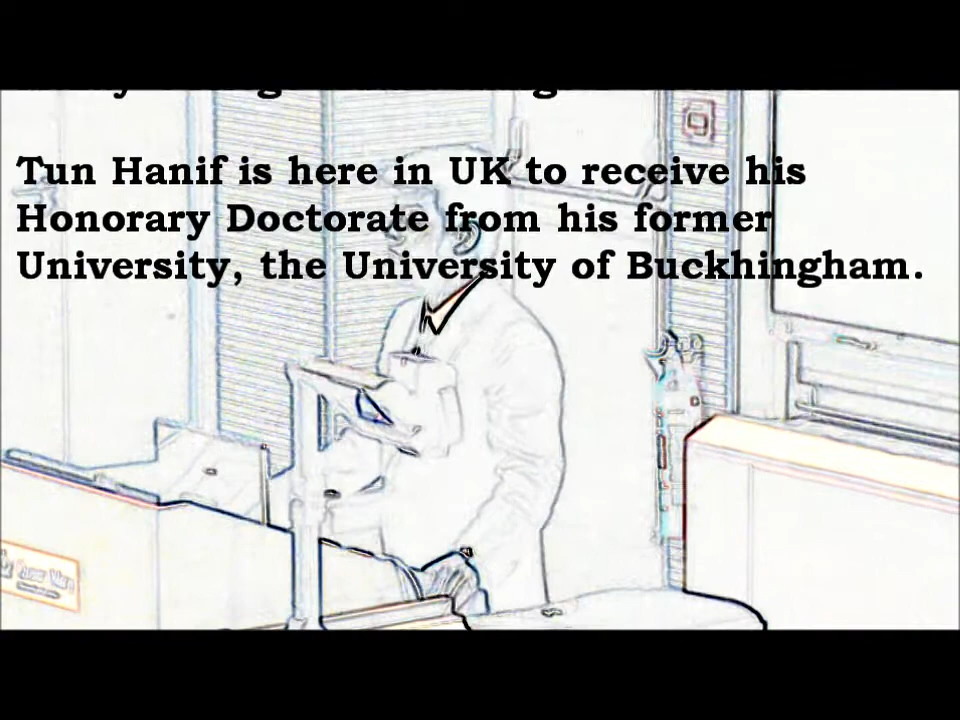 Tun Hanif is here in UK to receive his
Honorary Doctorate from his former
University, the University of Buckhingham.